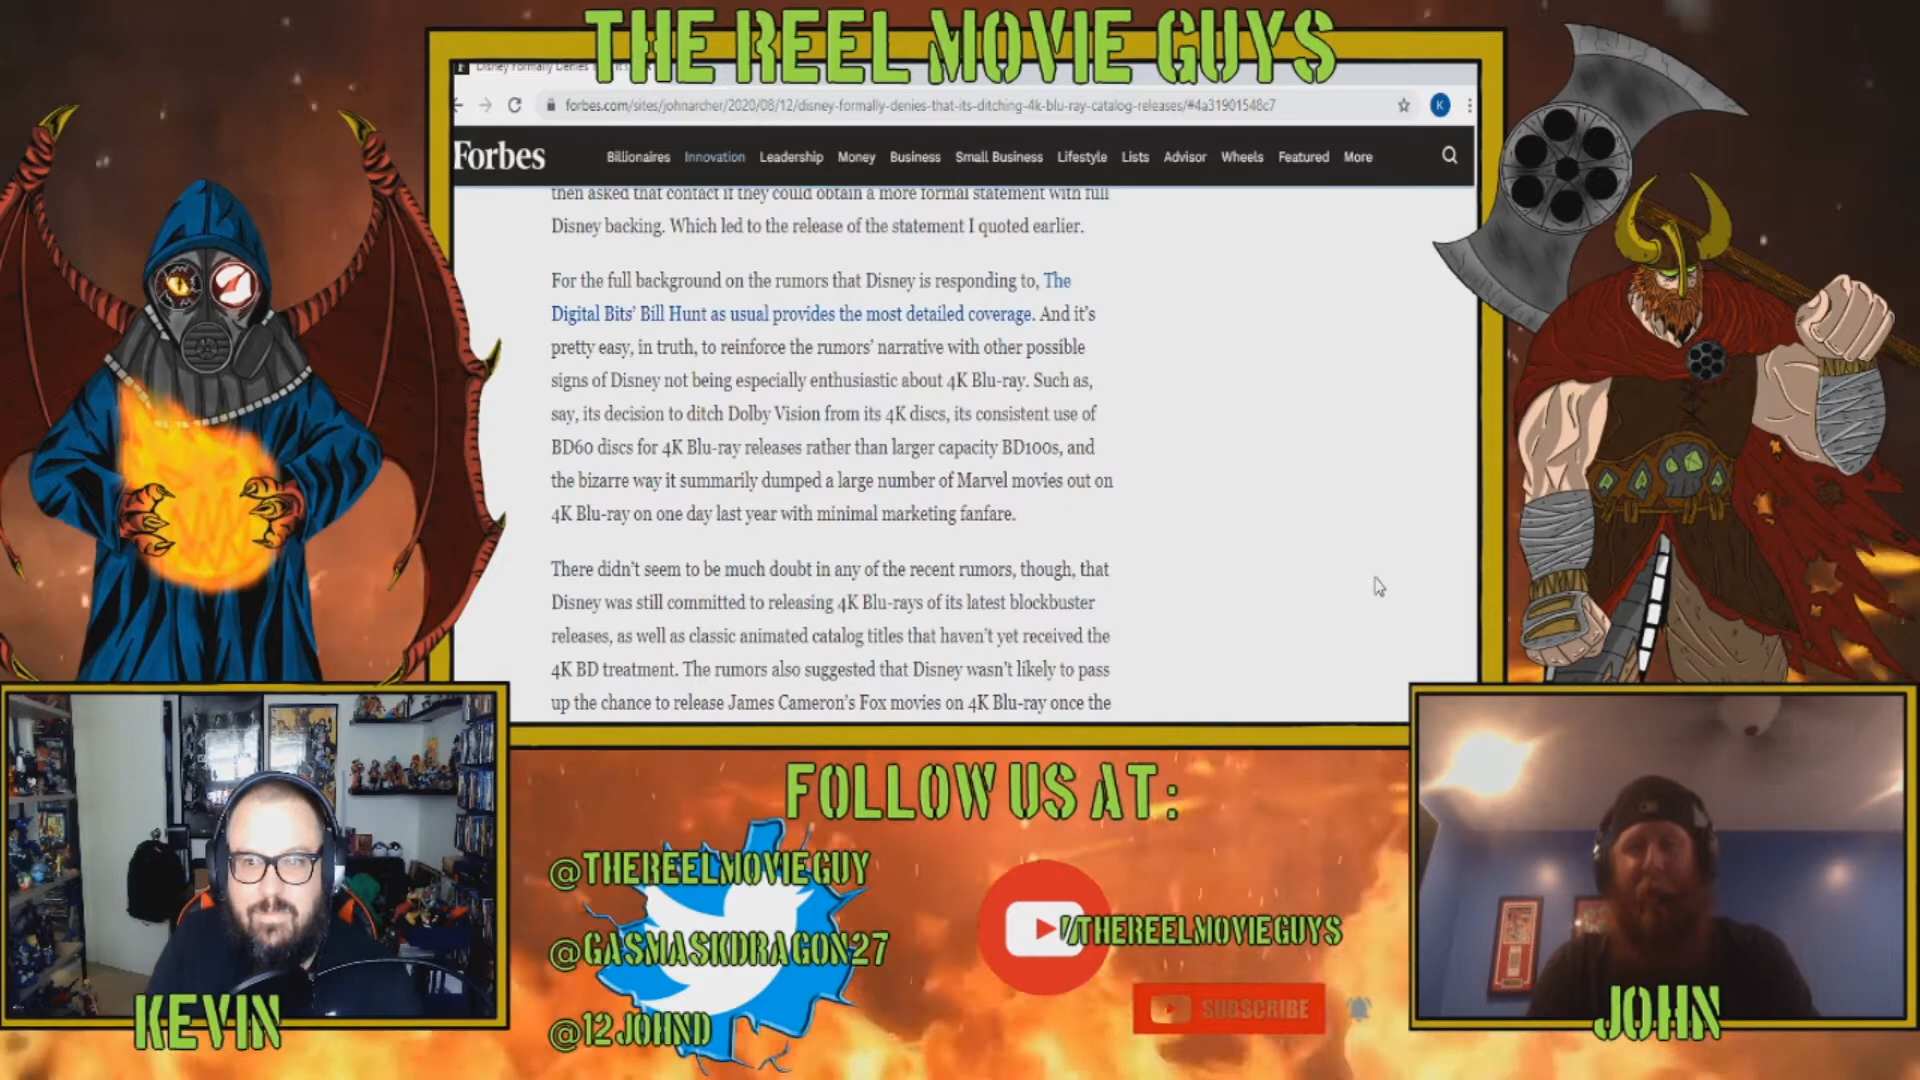 THE REEL MOVIE GUYS
Disney Formally Denies
forbes.com/sites/johnarcher/2020/08/12/disney-formally-denies-that-its-ditching-4k-blu-ray-catalog-releases/#4a31901548c7
K
Forbes
Billionaires Innovation Leadership Money Business Small Business Lifestyle Lists Advisor Wheels Featured More
then asked that contact if they could obtain a more formal statement with full
Disney backing. Which led to the release of the statement I quoted earlier.
For the full background on the rumors that Disney is responding to, The
Digital Bits’ Bill Hunt as usual provides the most detailed coverage. And it’s
pretty easy, in truth, to reinforce the rumors’ narrative with other possible
signs of Disney not being especially enthusiastic about 4K Blu-ray. Such as,
say, its decision to ditch Dolby Vision from its 4K discs, its consistent use of
BD60 discs for 4K Blu-ray releases rather than larger capacity BD100s, and
the bizarre way it summarily dumped a large number of Marvel movies out on
4K Blu-ray on one day last year with minimal marketing fanfare.
There didn’t seem to be much doubt in any of the recent rumors, though, that
Disney was still committed to releasing 4K Blu-rays of its latest blockbuster
releases, as well as classic animated catalog titles that haven’t yet received the
4K BD treatment. The rumors also suggested that Disney wasn’t likely to pass
up the chance to release James Cameron’s Fox movies on 4K Blu-ray once the
FOLLOW US AT:
@THEREELMOVIEGUY
@GASMASKDRAGON27
@12JOHND
//THEREELMOVIEGUYS
SUBSCRIBE
KEVIN
JOHN